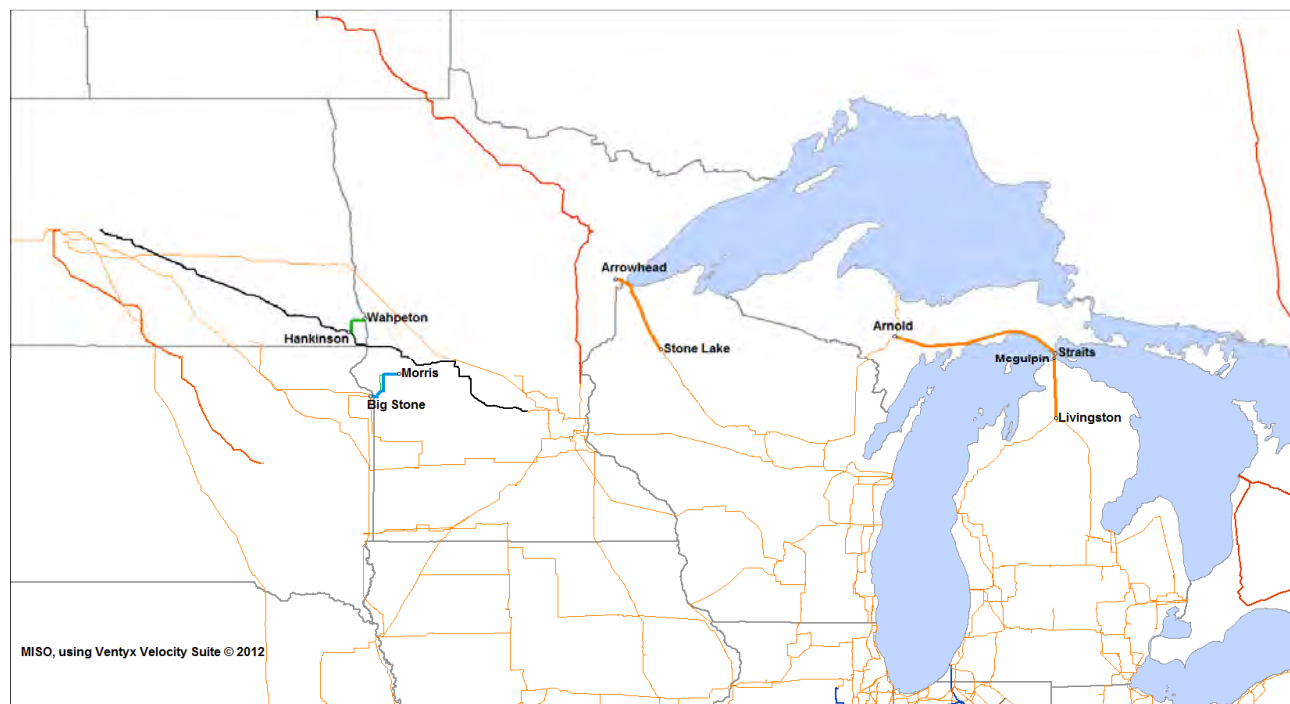 Arrowhead
Wahpeton
Hankinson
Stone Lake
Arnold
Straits
Mcgulpin
Morris
Big Stone
Livingston
MISO, using Ventyx Velocity Suite © 2012